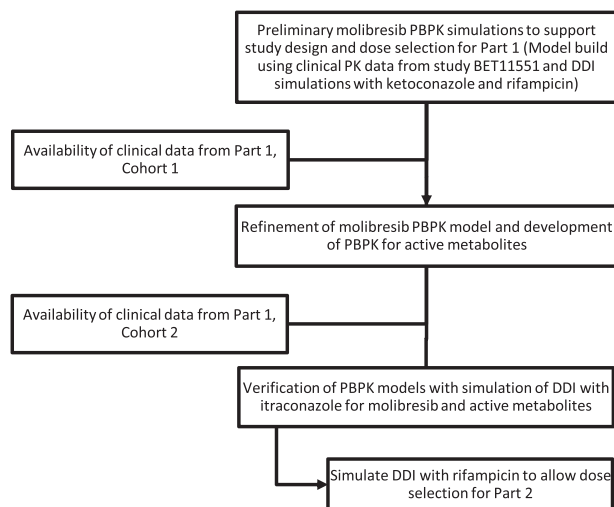 Preliminary molibresib PBPK simulations to support
study design and dose selection for Part 1 (Model build
using clinical PK data from study BET11551 and DDI
simulations with ketoconazole and rifampicin)
Availability of clinical data from Part 1,
Cohort 1
Refinement of molibresib PBPK model and development
of PBPK for active metabolites
Availability of clinical data from Part 1,
Cohort 2
Verification of PBPK models with simulation of DDI with
itraconazole for molibresib and active metabolites
Simulate DDI with rifampicin to allow dose
selection for Part 2